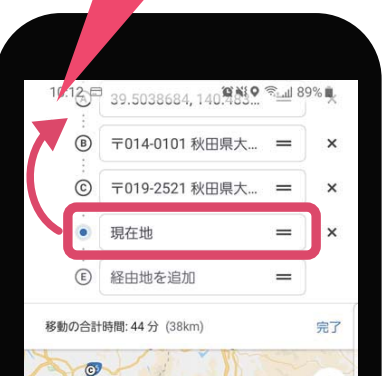 10:12 89%
A 39.5038684, 140.483...
B 〒014-0101 秋田県大...
C 〒019-2521 秋田県大...
現在地
E 経由地を追加
移動の合計時間: 44 分 (38km) 完了
C